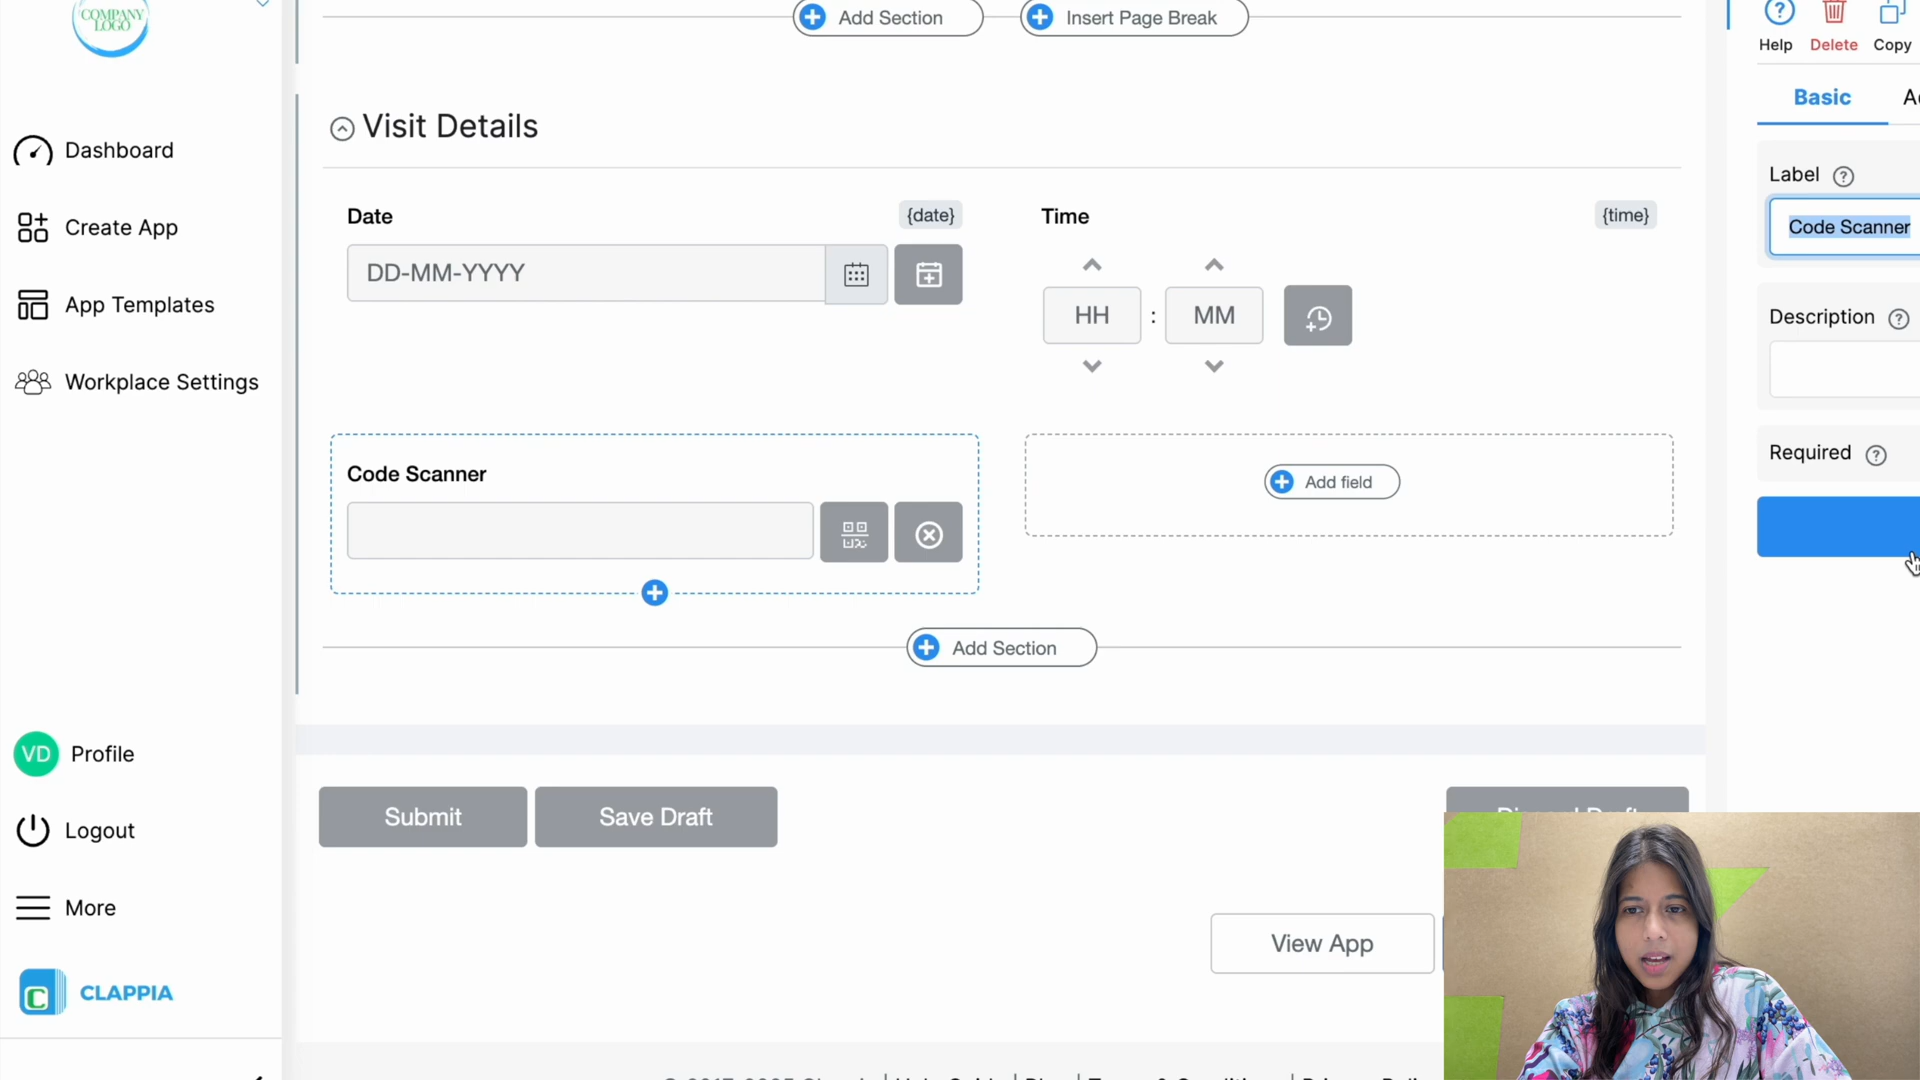 COMPANY
LOGO
Add Section
Insert Page Break
Help
Delete
Copy
Basic
Visit Details
Dashboard
Label
Date
{date}
Time
{time}
Create App
Code Scanner
DD-MM-YYYY
App Templates
HH : MM
Description
Workplace Settings
Required
Code Scanner
Add field
Add Section
VD Profile
Submit
Save Draft
Logout
More
View App
C CLAPPIA